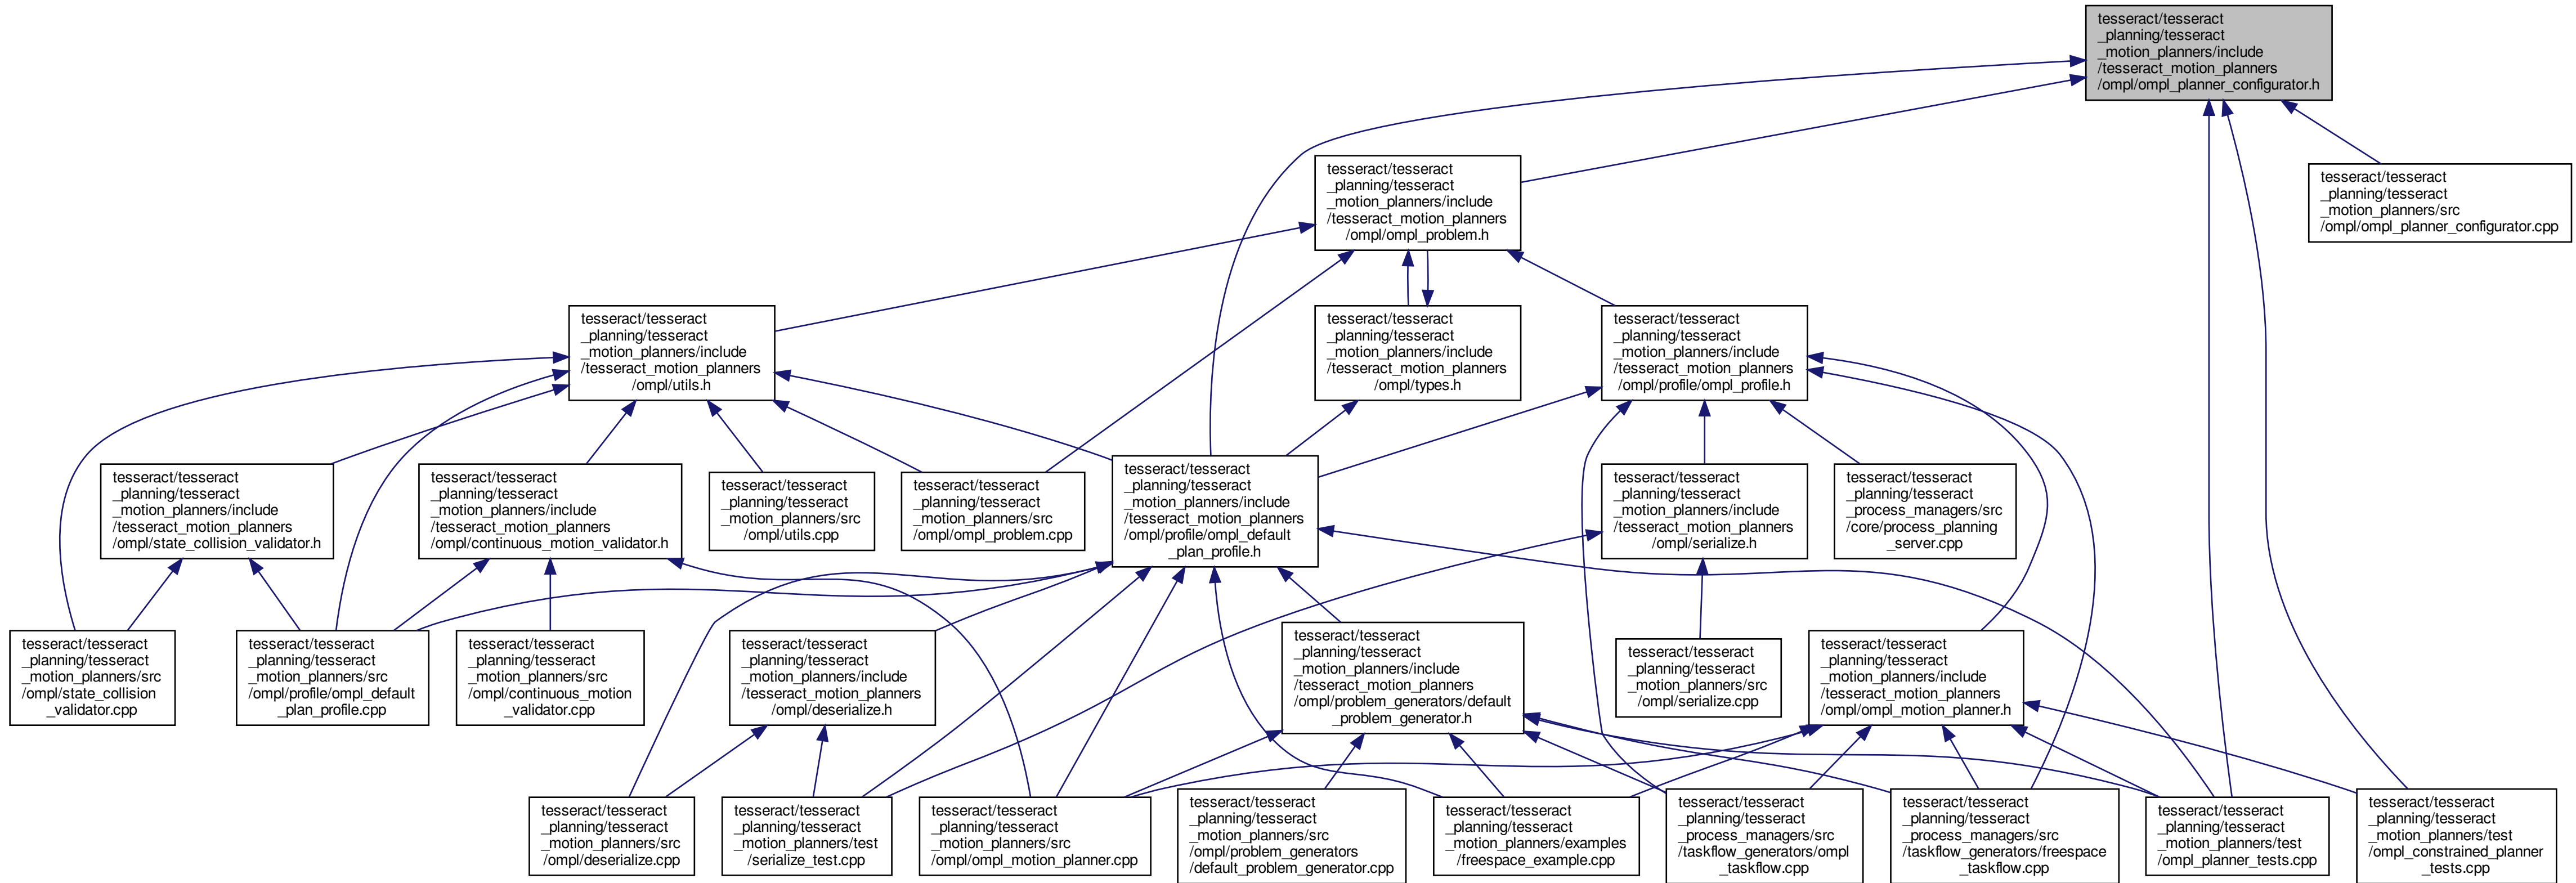 tesseract/tesseract
_planning/tesseract
_motion_planners/include
/tesseract_motion_planners
/ompl/ompl_planner_configurator.h
tesseract/tesseract
_planning/tesseract
_motion_planners/include
/tesseract_motion_planners
/ompl/ompl_problem.h
tesseract/tesseract
_planning/tesseract
_motion_planners/src
/ompl/ompl_planner_configurator.cpp
tesseract/tesseract
_planning/tesseract
_motion_planners/include
/tesseract_motion_planners
/ompl/utils.h
tesseract/tesseract
_planning/tesseract
_motion_planners/include
/tesseract_motion_planners
/ompl/types.h
tesseract/tesseract
_planning/tesseract
_motion_planners/include
/tesseract_motion_planners
/ompl/profile/ompl_profile.h
tesseract/tesseract
_planning/tesseract
_motion_planners/include
/tesseract_motion_planners
/ompl/state_collision_validator.h
tesseract/tesseract
_planning/tesseract
_motion_planners/include
/tesseract_motion_planners
/ompl/continuous_motion_validator.h
tesseract/tesseract
_planning/tesseract
_motion_planners/src
/ompl/utils.cpp
tesseract/tesseract
_planning/tesseract
_motion_planners/src
/ompl/ompl_problem.cpp
tesseract/tesseract
_planning/tesseract
_motion_planners/include
/tesseract_motion_planners
/ompl/profile/ompl_default
_plan_profile.h
tesseract/tesseract
_planning/tesseract
_motion_planners/include
/tesseract_motion_planners
/ompl/serialize.h
tesseract/tesseract
_planning/tesseract
_process_managers/src
/core/process_planning
_server.cpp
tesseract/tesseract
_planning/tesseract
_motion_planners/src
/ompl/state_collision
_validator.cpp
tesseract/tesseract
_planning/tesseract
_motion_planners/src
/ompl/profile/ompl_default
_plan_profile.cpp
tesseract/tesseract
_planning/tesseract
_motion_planners/src
/ompl/continuous_motion
_validator.cpp
tesseract/tesseract
_planning/tesseract
_motion_planners/include
/tesseract_motion_planners
/ompl/deserialize.h
tesseract/tesseract
_planning/tesseract
_motion_planners/include
/tesseract_motion_planners
/ompl/problem_generators/default
_problem_generator.h
tesseract/tesseract
_planning/tesseract
_motion_planners/src
/ompl/serialize.cpp
tesseract/tesseract
_planning/tesseract
_motion_planners/include
/tesseract_motion_planners
/ompl/ompl_motion_planner.h
tesseract/tesseract
_planning/tesseract
_motion_planners/src
/ompl/deserialize.cpp
tesseract/tesseract
_planning/tesseract
_motion_planners/test
/serialize_test.cpp
tesseract/tesseract
_planning/tesseract
_motion_planners/src
/ompl/ompl_motion_planner.cpp
tesseract/tesseract
_planning/tesseract
_motion_planners/src
/ompl/problem_generators
/default_problem_generator.cpp
tesseract/tesseract
_planning/tesseract
_motion_planners/examples
/freespace_example.cpp
tesseract/tesseract
_planning/tesseract
_process_managers/src
/taskflow_generators/ompl
_taskflow.cpp
tesseract/tesseract
_planning/tesseract
_process_managers/src
/taskflow_generators/freespace
_taskflow.cpp
tesseract/tesseract
_planning/tesseract
_motion_planners/test
/ompl_planner_tests.cpp
tesseract/tesseract
_planning/tesseract
_motion_planners/test
/ompl_constrained_planner
_tests.cpp